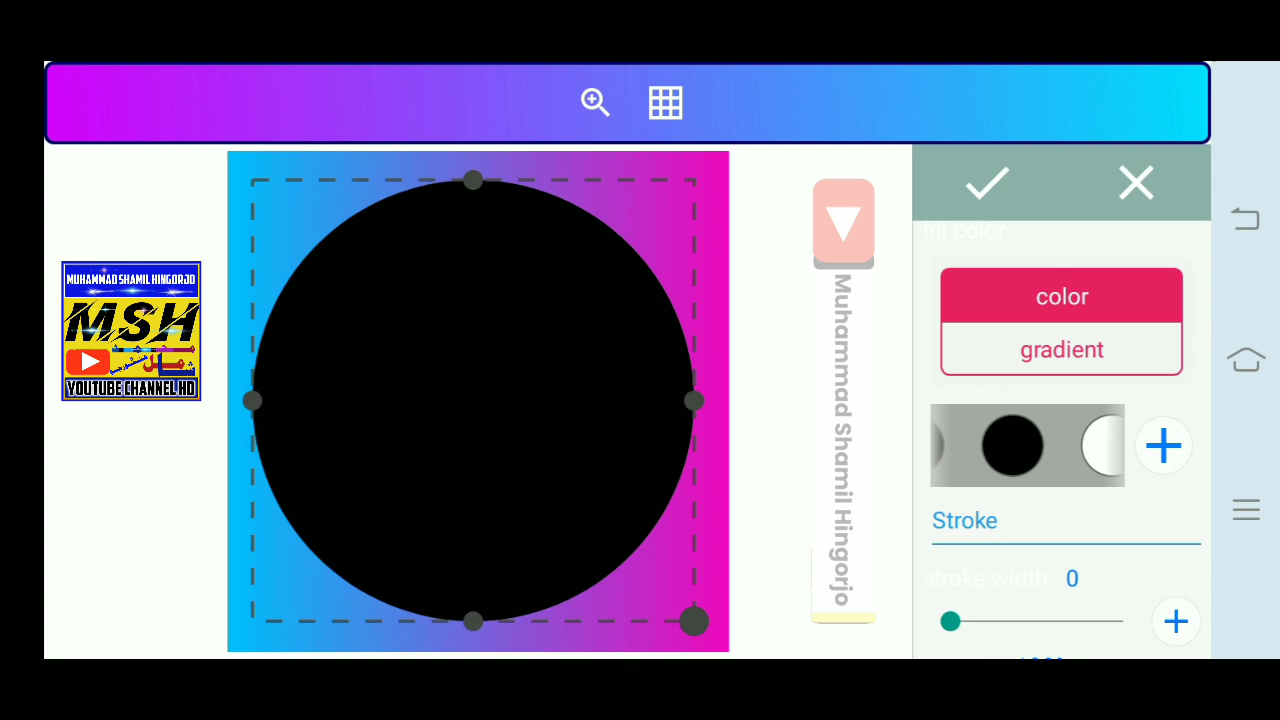 MUHAMMAD SHAMIL HINGORJO
MSH
YOUTUBE CHANNEL HD
Muhammad Shamil Hingorjo
fill color :
color
gradient
Stroke
stroke width : 0